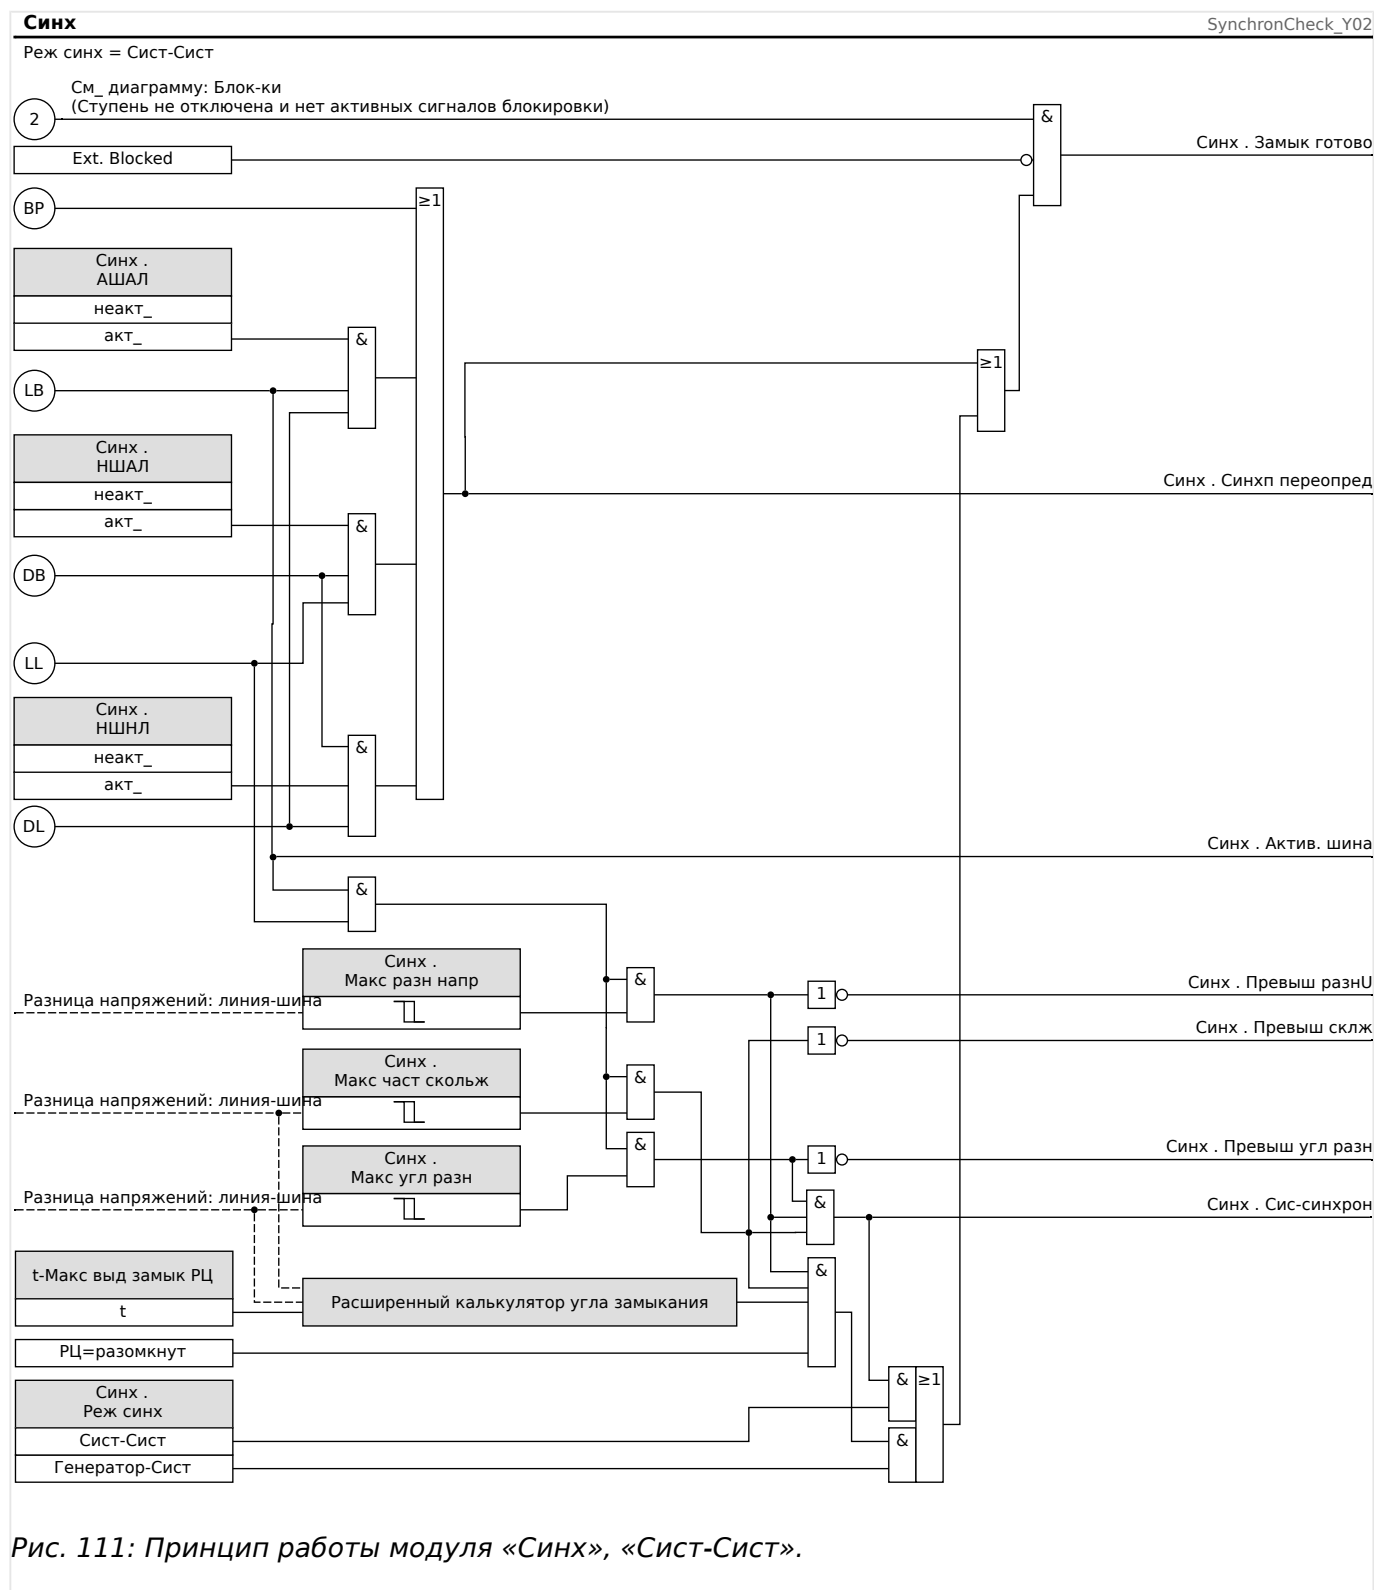 Синх
SynchronCheck_Y02
Реж синх = Сист-Сист
См_ диаграмму: Блок-ки
(Ступень не отключена и нет активных сигналов блокировки)
2
&
Ext. Blocked
Синх . Замык готово
BP
≥1
Синх .
АШАЛ
неакт_
акт_
&
≥1
LB
Синх .
НШАЛ
неакт_
акт_
&
Синх . Синхп переопред
DB
LL
Синх .
НШНЛ
неакт_
акт_
&
DL
Синх . Актив. шина
&
Синх .
Макс разн напр
&
Разница напряжений: линия-шина
1
Синх . Превыш разнU
1
Синх . Превыш склж
Синх .
Макс част скольж
&
Разница напряжений: линия-шина
&
Синх .
Макс угл разн
1
Синх . Превыш угл разн
Разница напряжений: линия-шина
&
Синх . Сис-синхрон
t-Макс выд замык РЦ
t
&
Расширенный калькулятор угла замыкания
РЦ=разомкнут
Синх .
Реж синх
Сист-Сист
Генератор-Сист
&
≥1
&
Рис. 111: Принцип работы модуля «Синх», «Сист-Сист».